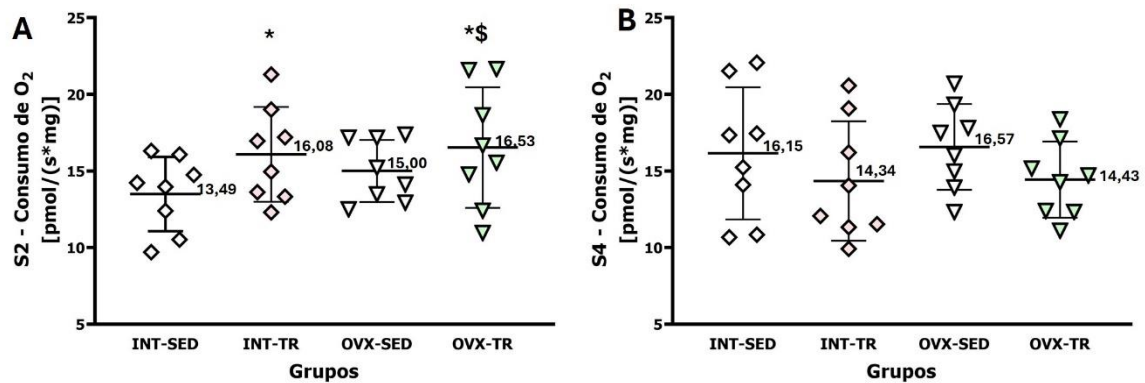 A
S2 - Consumo de O₂
[pmol/(s*mg)]
25
20
15
10
5
*
*$
13,49
16,08
15,00
16,53
INT-SED INT-TR OVX-SED OVX-TR
Grupos
B
S4 - Consumo de O₂
[pmol/(s*mg)]
25
20
15
10
5
16,15
14,34
16,57
14,43
INT-SED INT-TR OVX-SED OVX-TR
Grupos